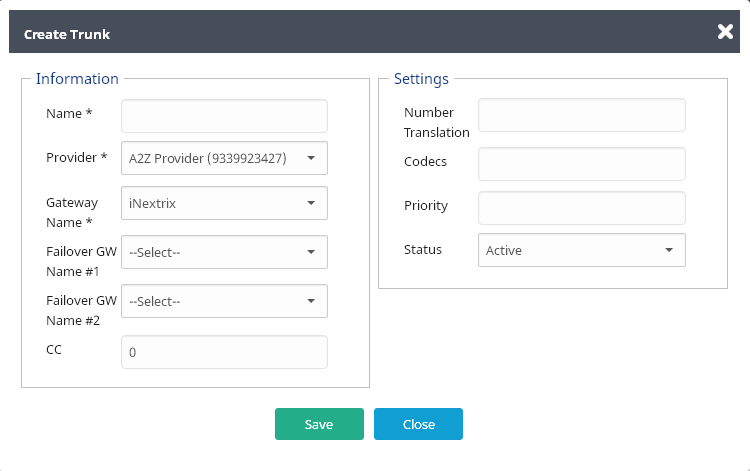 Create Trunk
Information
Name *
Provider * A2Z Provider (9339923427)
Gateway
Name *
iNextrix
Failover GW
Name #1
--Select--
Failover GW
Name #2
--Select--
CC 0
Settings
Number
Translation
Codecs
Priority
Status Active
Save Close